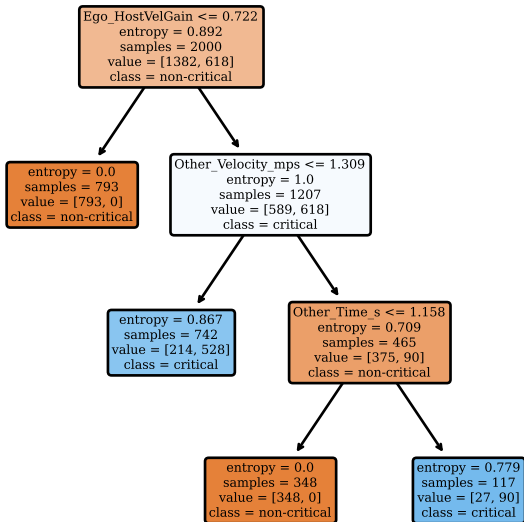 Ego_HostVelGain <= 0.722
entropy = 0.892
samples = 2000
value = [1382, 618]
class = non-critical
entropy = 0.0
samples = 793
value = [793, 0]
class = non-critical
Other_Velocity_mps <= 1.309
entropy = 1.0
samples = 1207
value = [589, 618]
class = critical
entropy = 0.867
samples = 742
value = [214, 528]
class = critical
Other_Time_s <= 1.158
entropy = 0.709
samples = 465
value = [375, 90]
class = non-critical
entropy = 0.0
samples = 348
value = [348, 0]
class = non-critical
entropy = 0.779
samples = 117
value = [27, 90]
class = critical